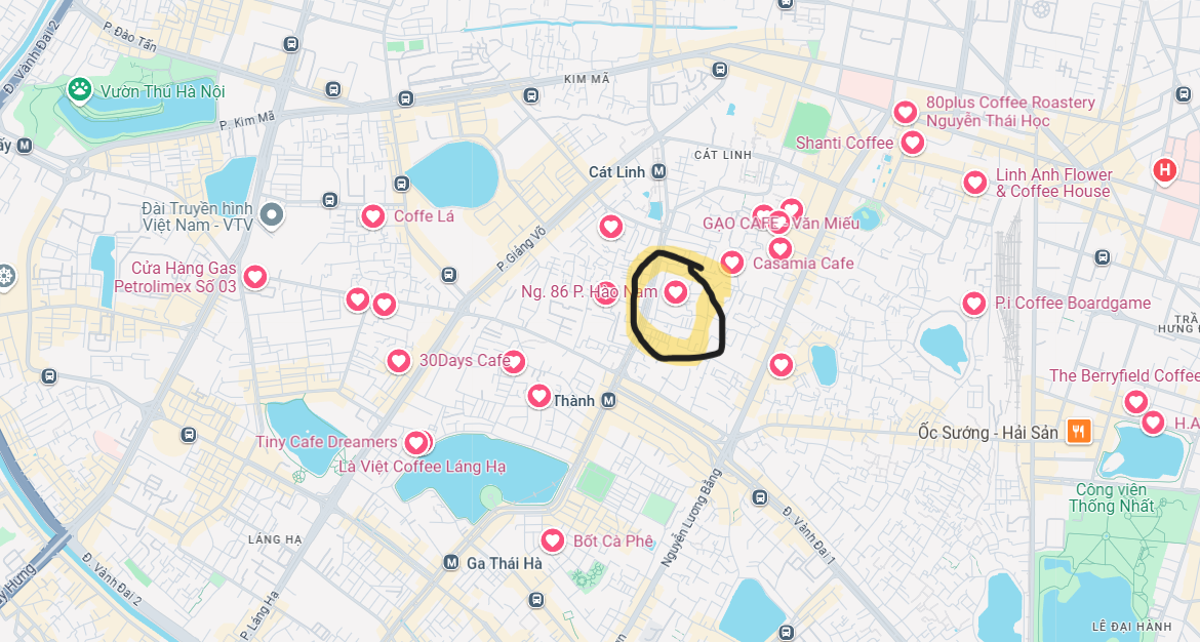 Đ. Vành Đai 2
P. Đào Tấn
Vườn Thú Hà Nội
P. Kim Mã
KIM MÃ
80plus Coffee Roastery
Nguyễn Thái Học
Shanti Coffee
CÁT LINH
Cát Linh
Linh Anh Flower
& Coffee House
H
ấy
M
M
Đài Truyền hình
Việt Nam - VTV
Coffe Lá
P. Giảng Võ
GẠO CAFE - Văn Miếu
Casamia Cafe
Cửa Hàng Gas
Petrolimex Số 03
Ng. 86 P. Hào Nam
P.i Coffee Boardgame
TRẦ
HƯNG Đ
30Days Cafe
The Berryfield Coffee
Thành
M
H.A
Ốc Sướng - Hải Sản
Tiny Cafe Dreamers
Là Việt Coffee Láng Hạ
Công viên
Thống Nhất
P. Nguyễn Lương Bằng
Đ. Vành Đai 1
LÁNG HẠ
Bốt Cà Phê
M
Ga Thái Hà
Đ. Vành Đai 2
P. Láng Hạ
LÊ ĐẠI HÀNH